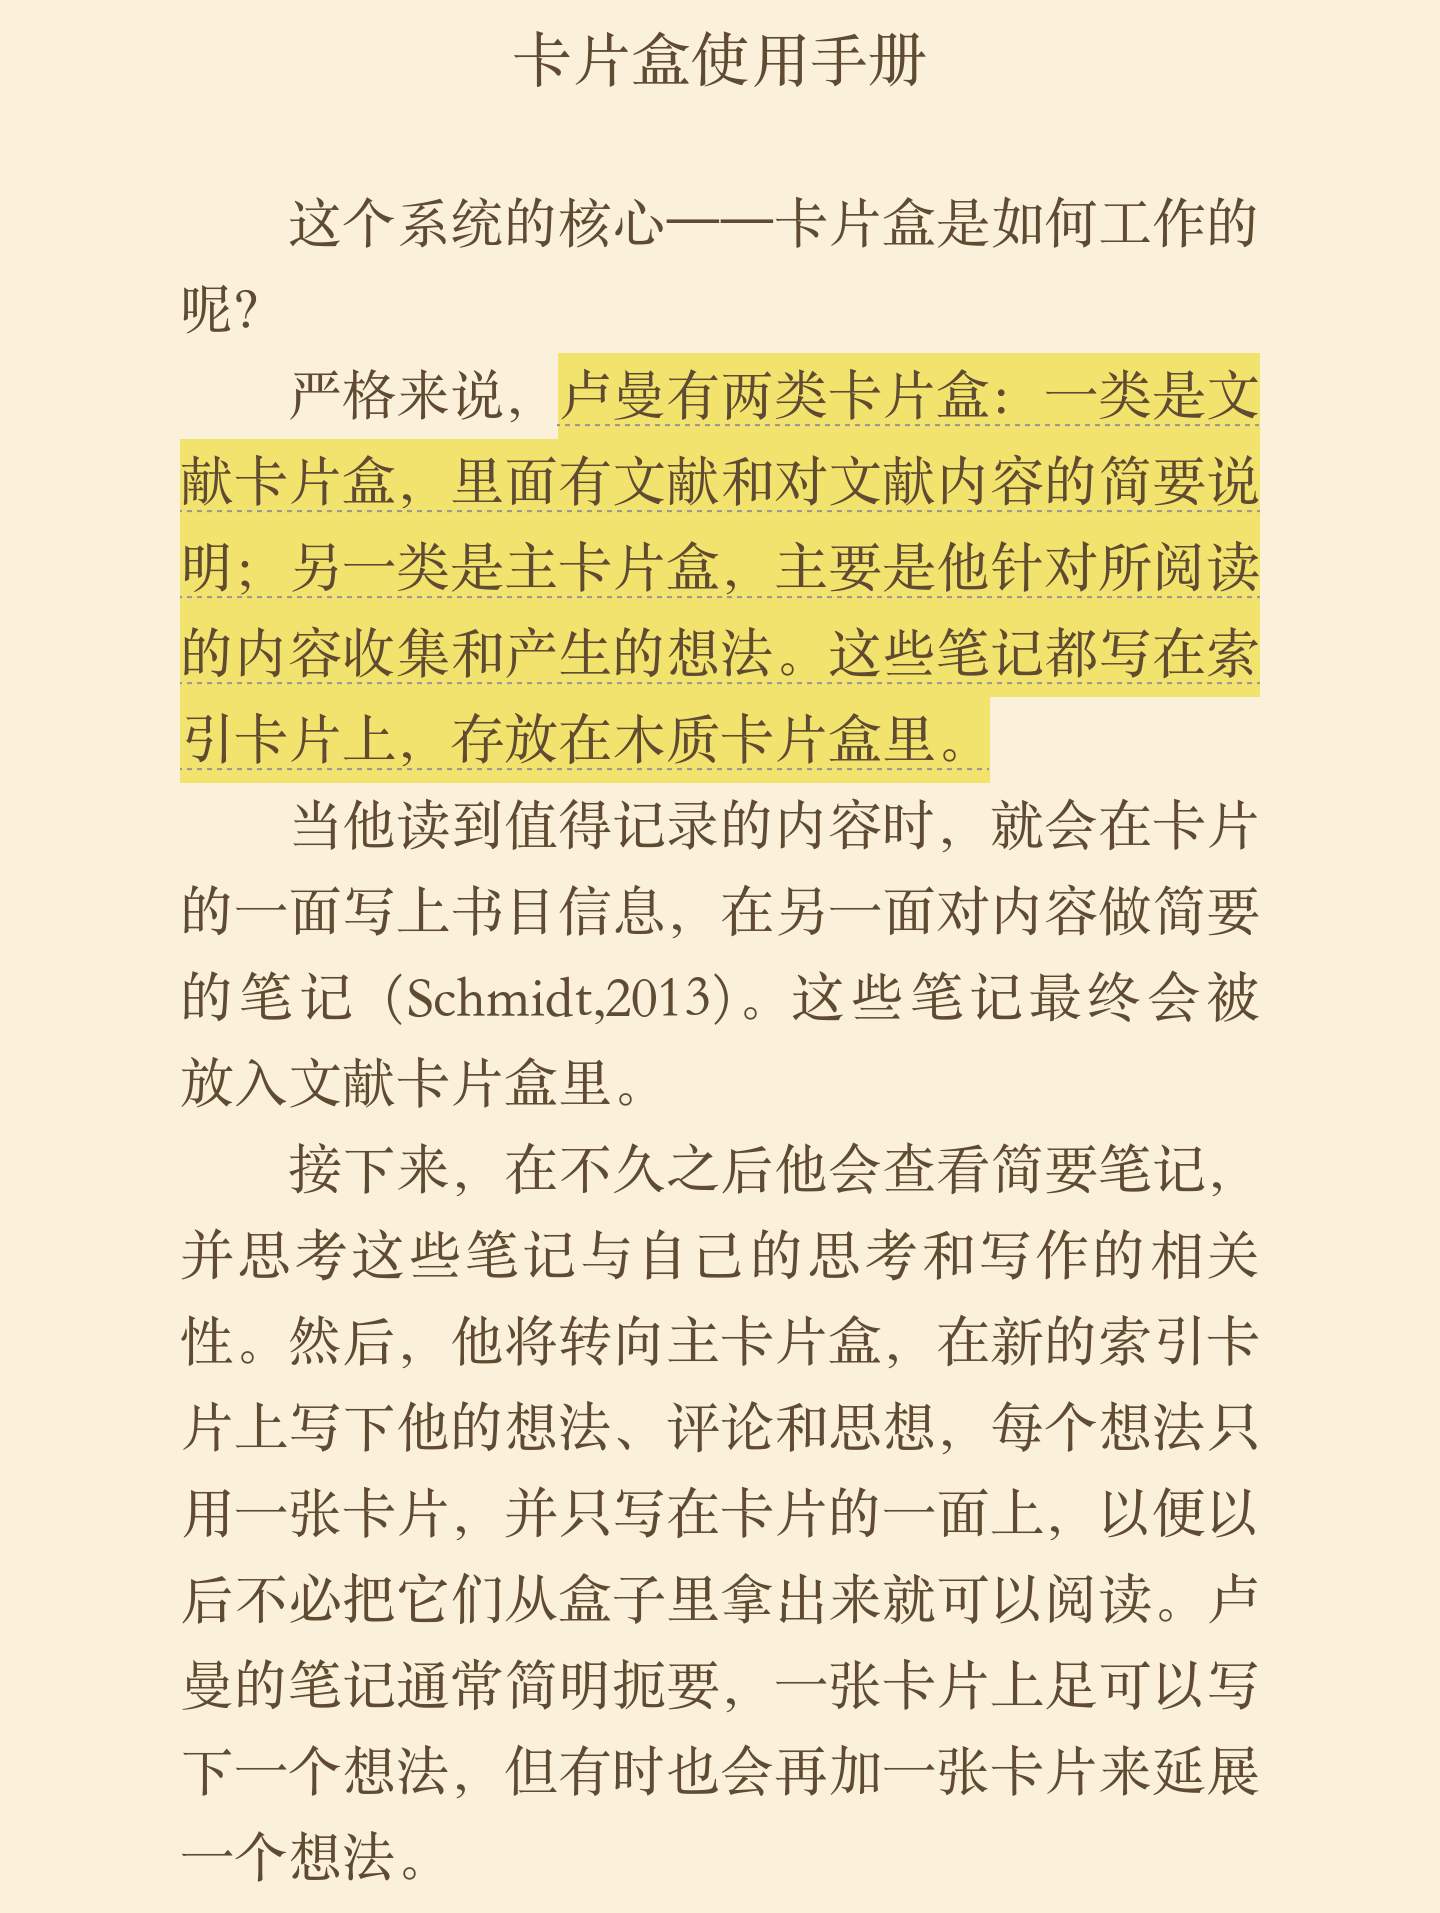 卡片盒使用手册
这个系统的核心——卡片盒是如何工作的
呢？
严格来说，卢曼有两类卡片盒：一类是文
献卡片盒，里面有文献和对文献内容的简要说
明；另一类是主卡片盒，主要是他针对所阅读
的内容收集和产生的想法。这些笔记都写在索
引卡片上，存放在木质卡片盒里。
当他读到值得记录的内容时，就会在卡片
的一面写上书目信息，在另一面对内容做简要
的笔记（Schmidt,2013）。这些笔记最终会被
放入文献卡片盒里。
接下来，在不久之后他会查看简要笔记，
并思考这些笔记与自己的思考和写作的相关
性。然后，他将转向主卡片盒，在新的索引卡
片上写下他的想法、评论和思想，每个想法只
用一张卡片，并只写在卡片的一面上，以便以
后不必把它们从盒子里拿出来就可以阅读。卢
曼的笔记通常简明扼要，一张卡片上足可以写
下一个想法，但有时也会再加一张卡片来延展
一个想法。